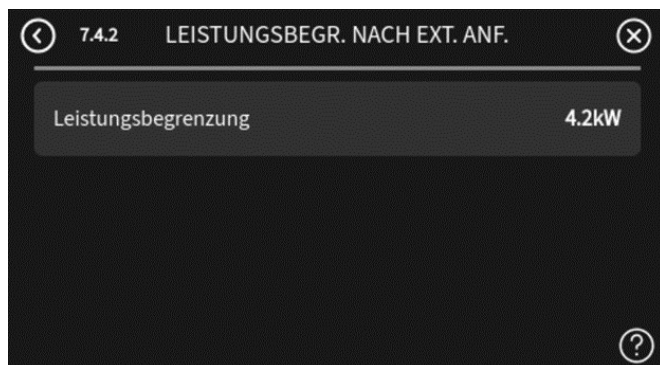 7.4.2 LEISTUNGSBEGR. NACH EXT. ANF.
Leistungsbegrenzung 4.2kW
?